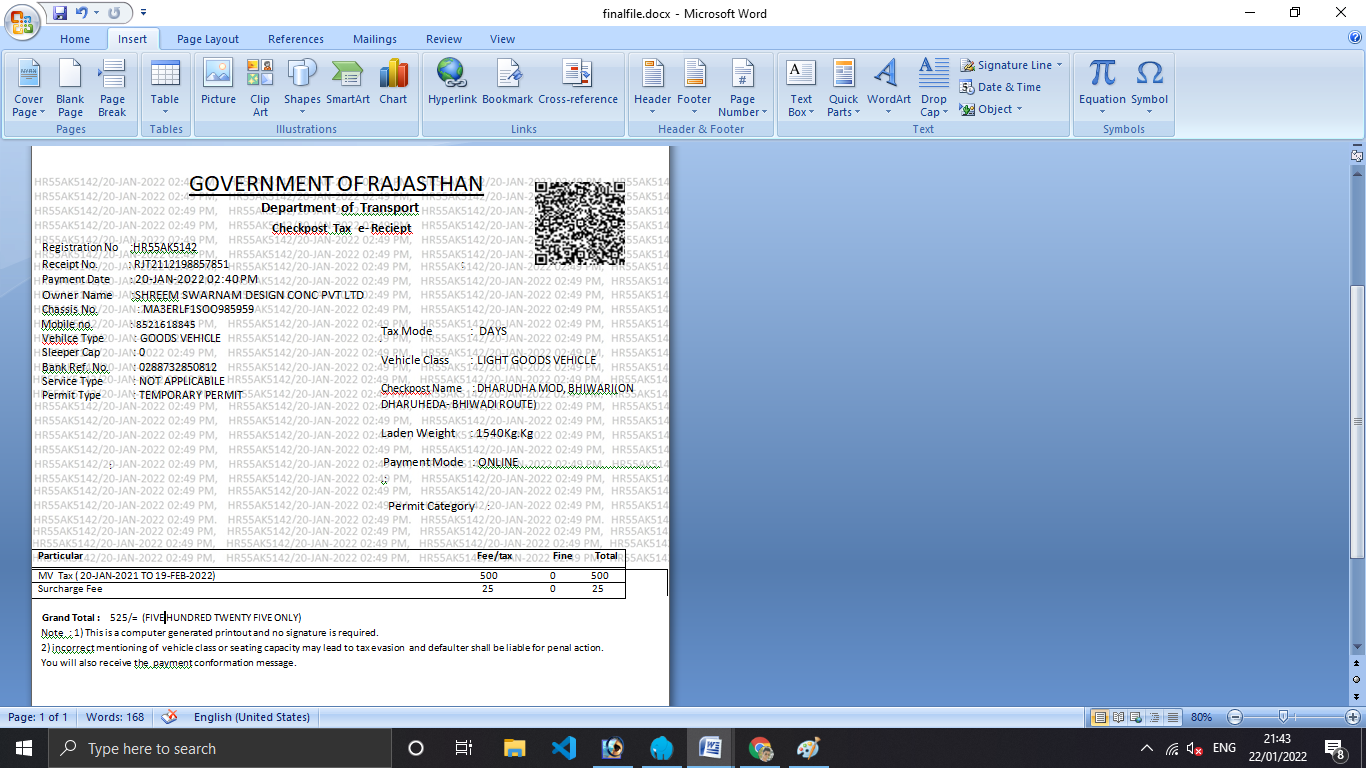 finalfile.docx - Microsoft Word
Home Insert Page Layout References Mailings Review View
Cover Page Blank Page Page Break Table Picture Clip Art Shapes SmartArt Chart Hyperlink Bookmark Cross-reference Header Footer Page Number Text Box Quick Parts WordArt Drop Cap Signature Line Date & Time Object Equation Symbol
Pages Tables Illustrations Links Header & Footer Text Symbols
HR55AK5142/20-JAN-2022 02:49 PM,
GOVERNMENT OF RAJASTHAN
Department of Transport
Checkpost Tax e- Reciept
Registration No :HR55AK5142
Receipt No. : RJT2112198857851
Payment Date : 20-JAN-2022 02:40 PM
Owner Name :SHREEM SWARNAM DESIGN CONC PVT LTD
Chassis No. : MA3ERLF1SOO985959
Mobile no. : 8521618845
Vehilce Type : GOODS VEHICLE
Sleeper Cap : 0
Bank Ref. No. : 0288732850812
Service Type : NOT APPLICABILE
Permit Type : TEMPORARY PERMIT
Tax Mode : DAYS
Vehicle Class : LIGHT GOODS VEHICLE
Checkpost Name : DHARUDHA MOD, BHIWARI(ON
DHARUHEDA- BHIWADI ROUTE)
Laden Weight : 1540Kg.Kg
Payment Mode : ONLINE
Permit Category :
Particular Fee/tax Fine Total
MV Tax ( 20-JAN-2021 TO 19-FEB-2022) 500 0 500
Surcharge Fee 25 0 25
Grand Total : 525/= (FIVE HUNDRED TWENTY FIVE ONLY)
Note : 1) This is a computer generated printout and no signature is required.
2) incorrect mentioning of vehicle class or seating capacity may lead to tax evasion and defaulter shall be liable for penal action.
You will also receive the payment conformation message.
Page: 1 of 1 Words: 168 English (United States) 80%
Type here to search ENG 21:43
22/01/2022 8